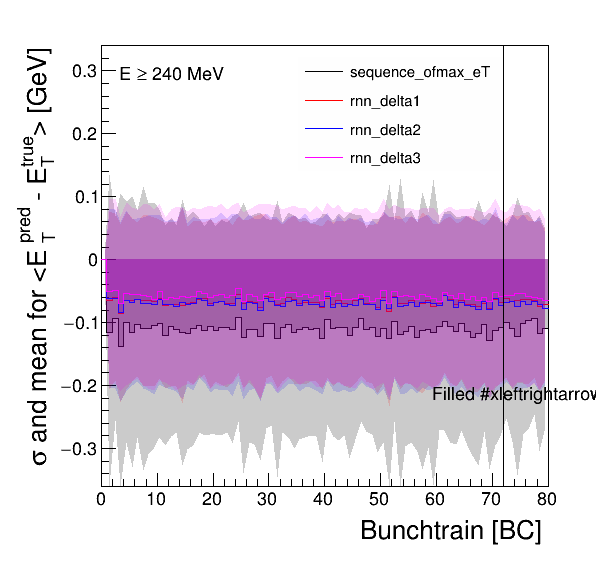 E ≥ 240 MeV
sequence_ofmax_eT
rnn_delta1
rnn_delta2
rnn_delta3
σ and mean for <E_T^pred - E_T^true> [GeV]
0.3
0.2
0.1
0
−0.1
−0.2
−0.3
Filled #xleftrightarrow
0 10 20 30 40 50 60 70 80
Bunchtrain [BC]